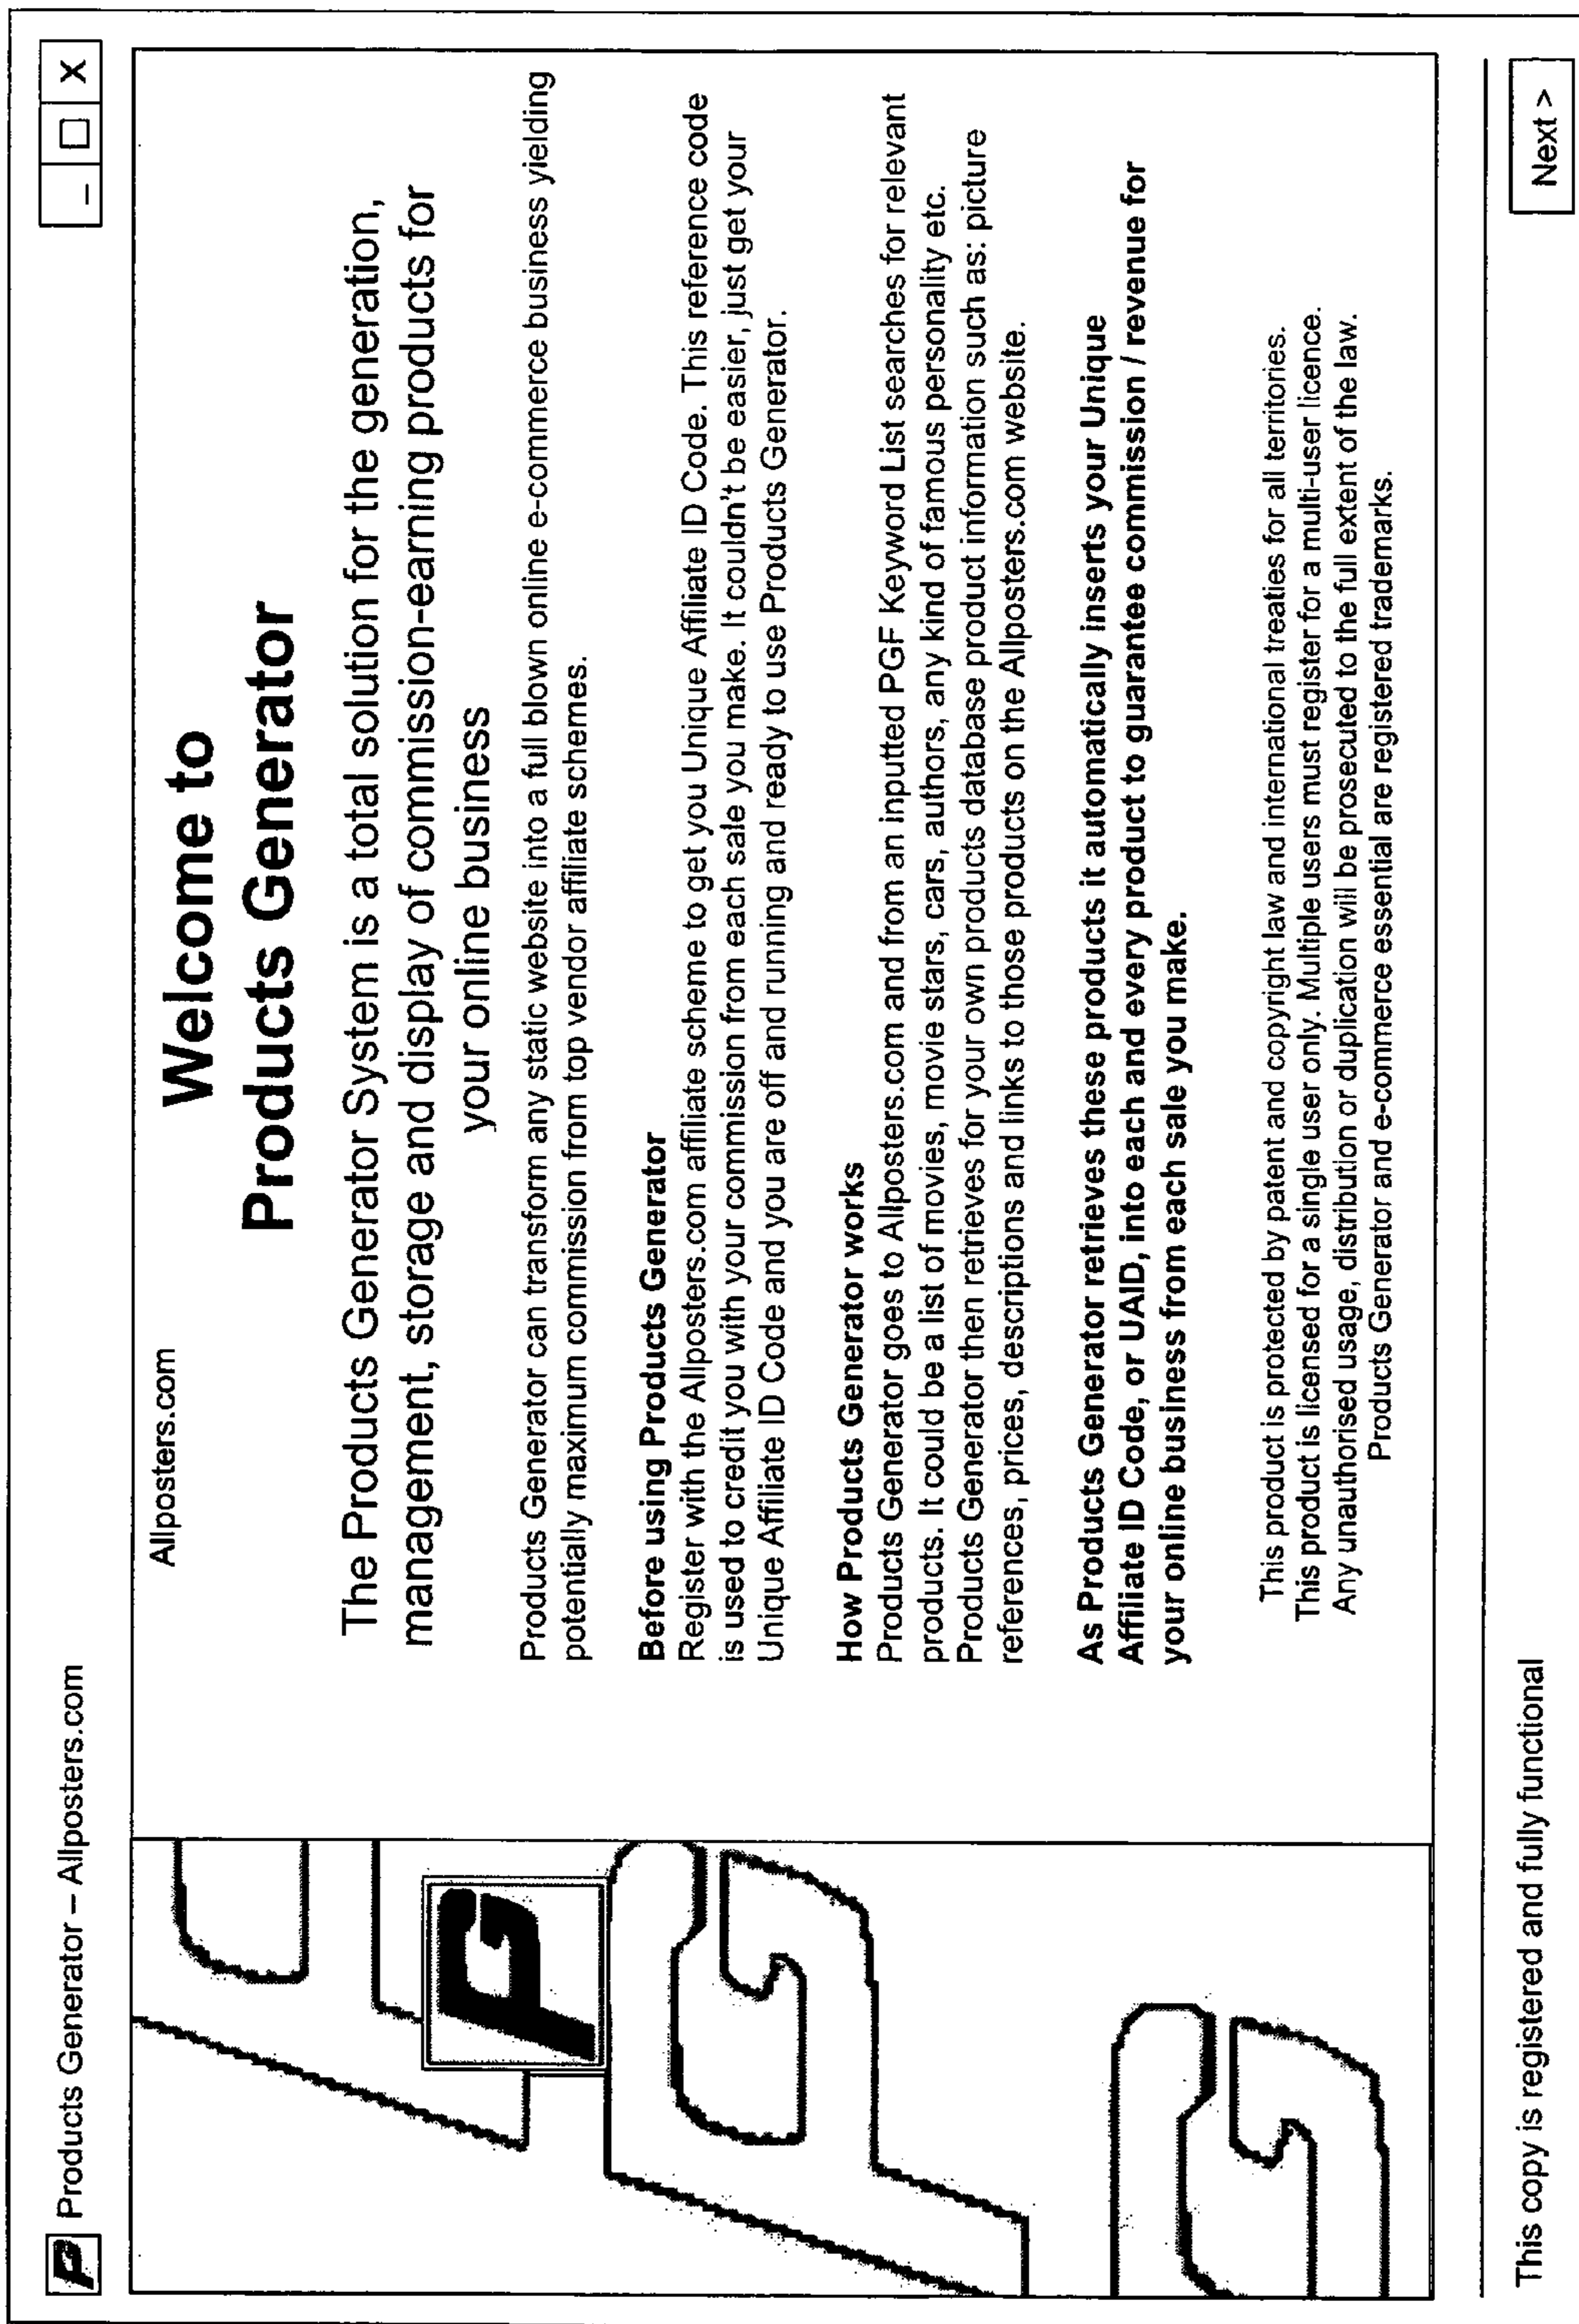 PG Products Generator – Allposters.com
_ □ X
Allposters.com
Welcome to
Products Generator
The Products Generator System is a total solution for the generation,
management, storage and display of commission-earning products for
your online business
Products Generator can transform any static website into a full blown online e-commerce business yielding
potentially maximum commission from top vendor affiliate schemes.
Before using Products Generator
Register with the Allposters.com affiliate scheme to get you Unique Affiliate ID Code. This reference code
is used to credit you with your commission from each sale you make. It couldn't be easier, just get your
Unique Affiliate ID Code and you are off and running and ready to use Products Generator.
How Products Generator works
Products Generator goes to Allposters.com and from an inputted PGF Keyword List searches for relevant
products. It could be a list of movies, movie stars, cars, authors, any kind of famous personality etc.
Products Generator then retrieves for your own products database product information such as: picture
references, prices, descriptions and links to those products on the Allposters.com website.
As Products Generator retrieves these products it automatically inserts your Unique
Affiliate ID Code, or UAID, into each and every product to guarantee commission / revenue for
your online business from each sale you make.
This product is protected by patent and copyright law and international treaties for all territories.
This product is licensed for a single user only. Multiple users must register for a multi-user licence.
Any unauthorised usage, distribution or duplication will be prosecuted to the full extent of the law.
Products Generator and e-commerce essential are registered trademarks.
PG
This copy is registered and fully functional
Next >